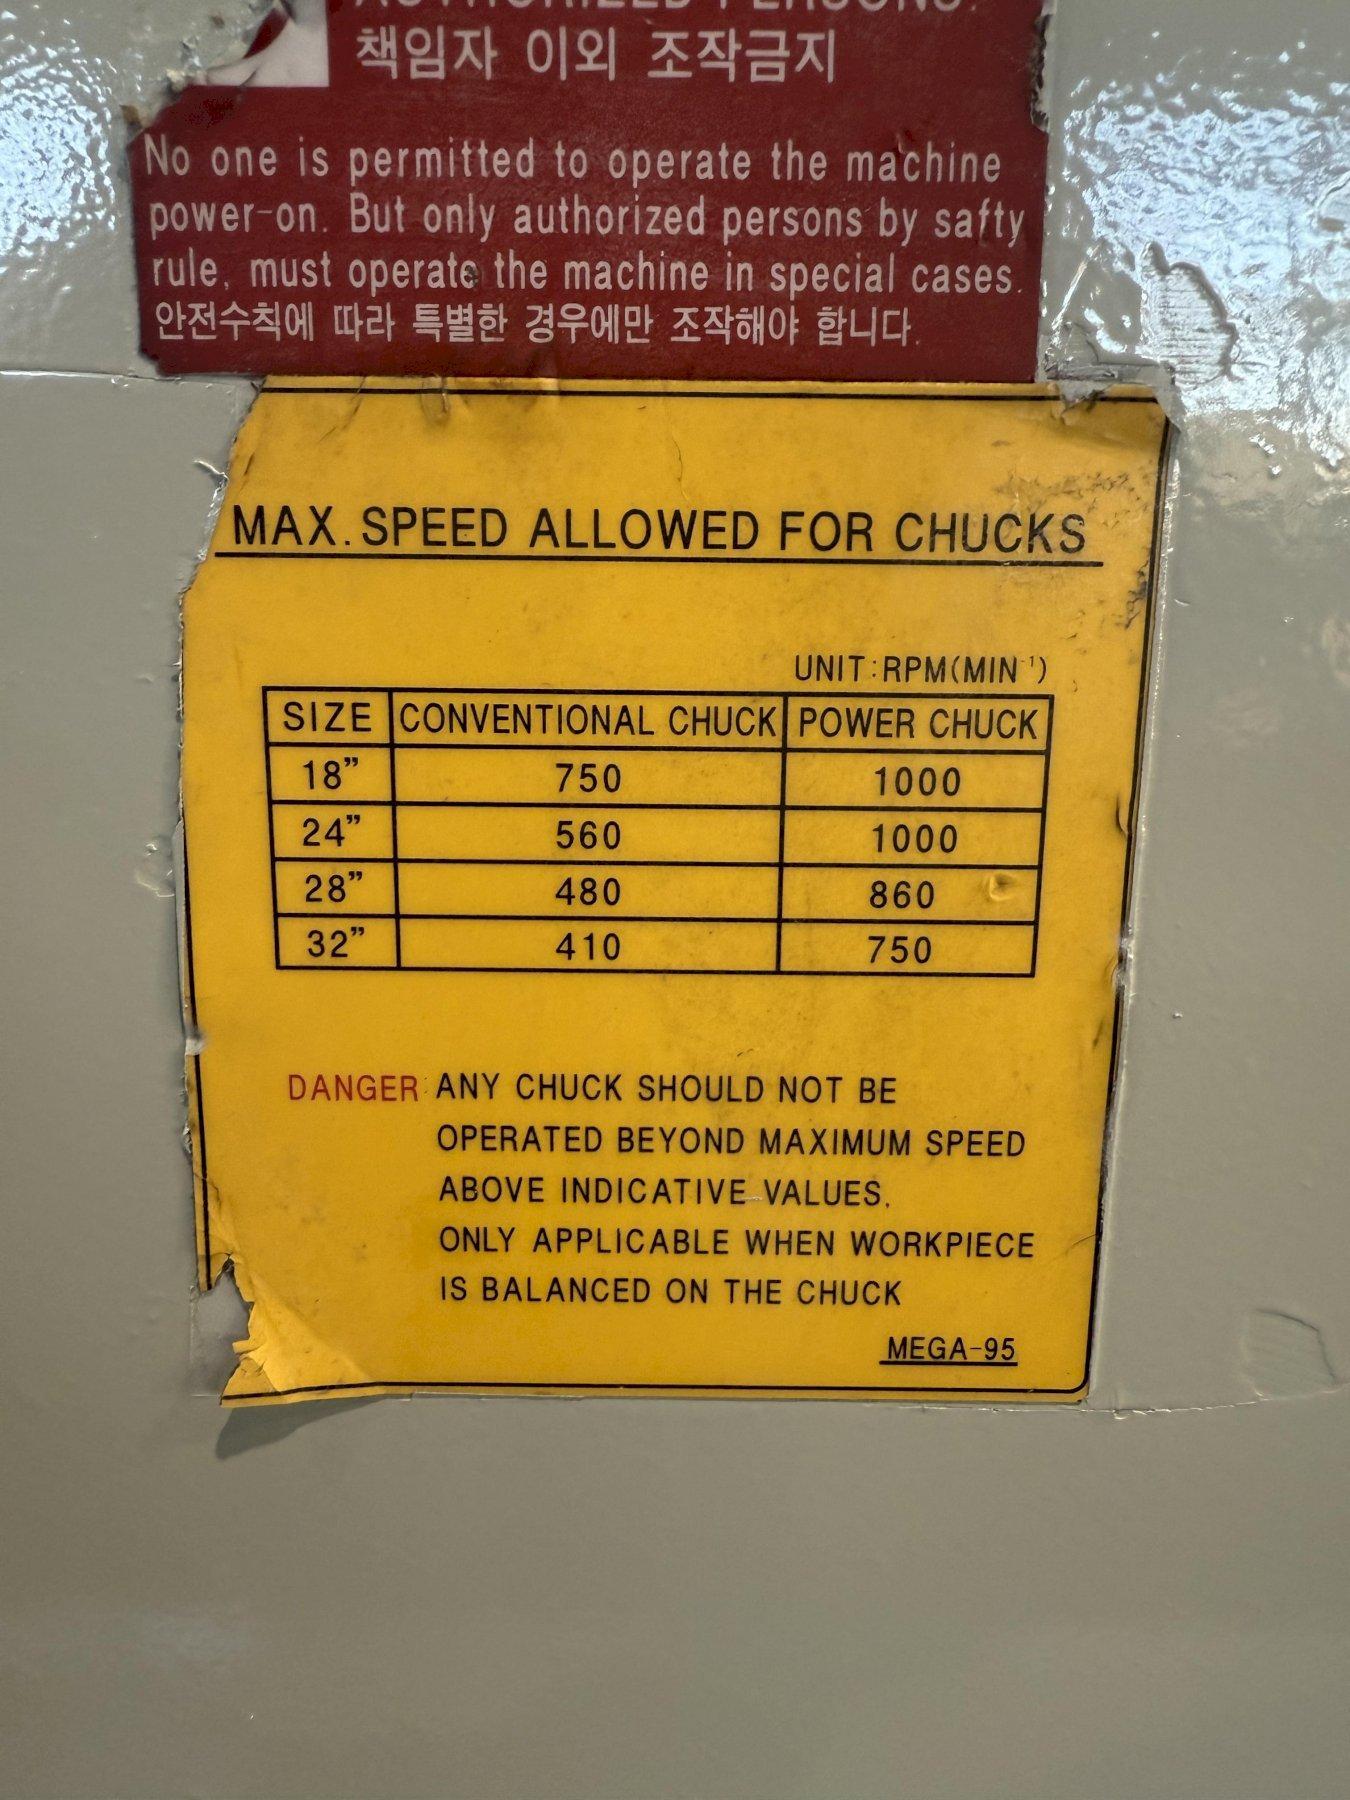 AUTHORIZED PERSONS.
책임자 이외 조작금지
No one is permitted to operate the machine
power-on. But only authorized persons by safty
rule, must operate the machine in special cases.
안전수칙에 따라 특별한 경우에만 조작해야 합니다.
MAX. SPEED ALLOWED FOR CHUCKS
UNIT:RPM(MIN⁻¹)
SIZE CONVENTIONAL CHUCK POWER CHUCK
18” 750 1000
24” 560 1000
28” 480 860
32” 410 750
DANGER: ANY CHUCK SHOULD NOT BE
OPERATED BEYOND MAXIMUM SPEED
ABOVE INDICATIVE VALUES.
ONLY APPLICABLE WHEN WORKPIECE
IS BALANCED ON THE CHUCK
MEGA-95